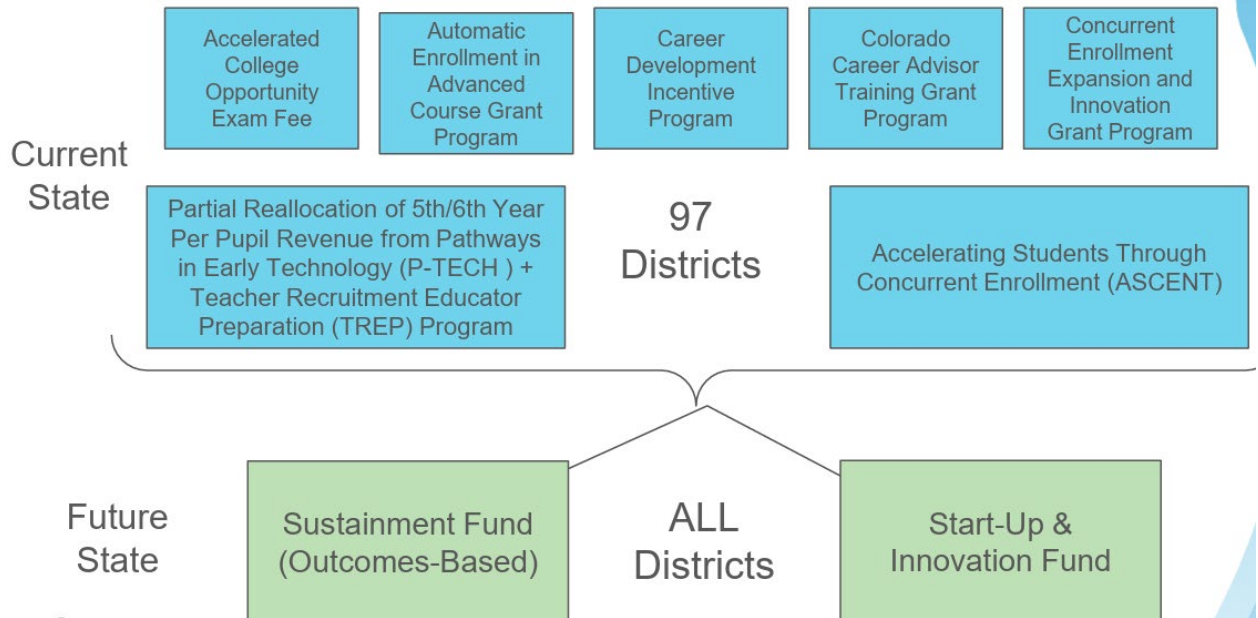 Accelerated
College
Opportunity
Exam Fee
Automatic
Enrollment in
Advanced
Course Grant
Program
Career
Development
Incentive
Program
Colorado
Career Advisor
Training Grant
Program
Concurrent
Enrollment
Expansion and
Innovation
Grant Program
Current
State
Partial Reallocation of 5th/6th Year
Per Pupil Revenue from Pathways
in Early Technology (P-TECH ) +
Teacher Recruitment Educator
Preparation (TREP) Program
97
Districts
Accelerating Students Through
Concurrent Enrollment (ASCENT)
Future
State
Sustainment Fund
(Outcomes-Based)
ALL
Districts
Start-Up &
Innovation Fund